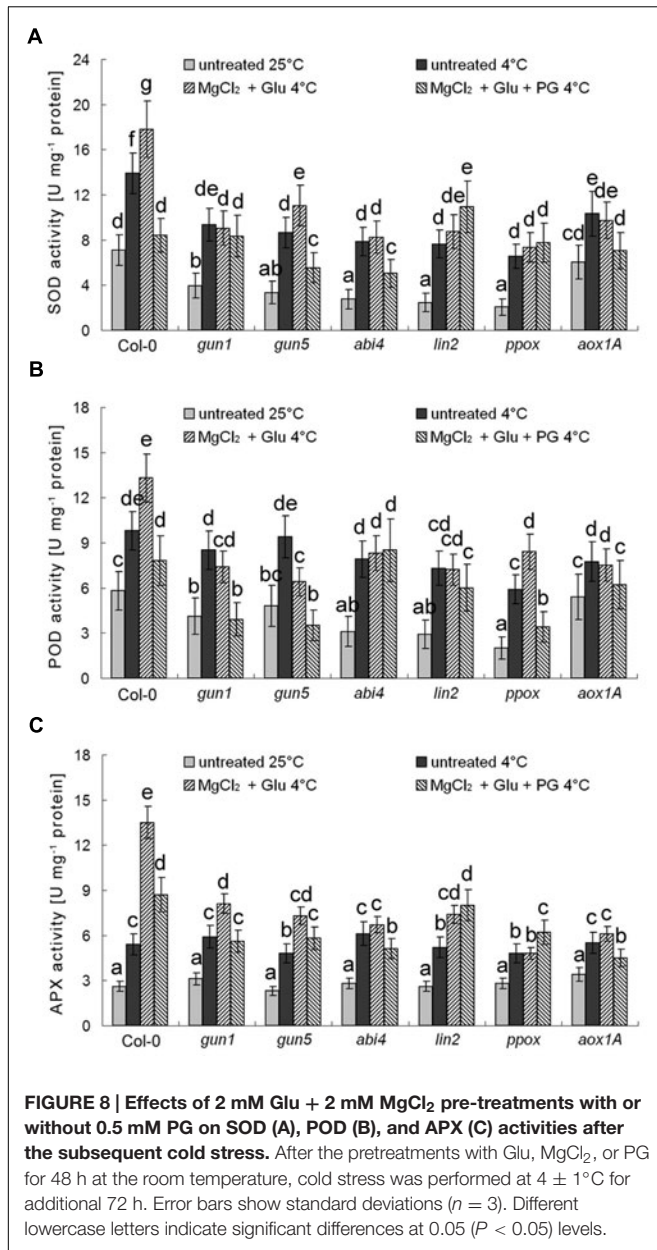 A
untreated 25°C untreated 4°C
MgCl₂ + Glu 4°C MgCl₂ + Glu + PG 4°C
SOD activity [U mg⁻¹ protein]
24
20
16
12
8
4
0
d f g d b de d de ab d e c a d d c a d de e a d d d cd e de d
Col-0 gun1 gun5 abi4 lin2 ppox aox1A
B
untreated 25°C untreated 4°C
MgCl₂ + Glu 4°C MgCl₂ + Glu + PG 4°C
POD activity [U mg⁻¹ protein]
18
15
12
9
6
3
0
c de e d b d cd b bc de d b ab d d d ab cd cd c a c d b c d d c
Col-0 gun1 gun5 abi4 lin2 ppox aox1A
C
untreated 25°C untreated 4°C
MgCl₂ + Glu 4°C MgCl₂ + Glu + PG 4°C
APX activity [U mg⁻¹ protein]
18
15
12
9
6
3
0
a c e d a c d c a b cd c a c c b a b cd d a b b c a c c b
Col-0 gun1 gun5 abi4 lin2 ppox aox1A
FIGURE 8 | Effects of 2 mM Glu + 2 mM MgCl₂ pre-treatments with or
without 0.5 mM PG on SOD (A), POD (B), and APX (C) activities after
the subsequent cold stress. After the pretreatments with Glu, MgCl₂, or PG
for 48 h at the room temperature, cold stress was performed at 4 ± 1°C for
additional 72 h. Error bars show standard deviations (n = 3). Different
lowercase letters indicate significant differences at 0.05 (P < 0.05) levels.